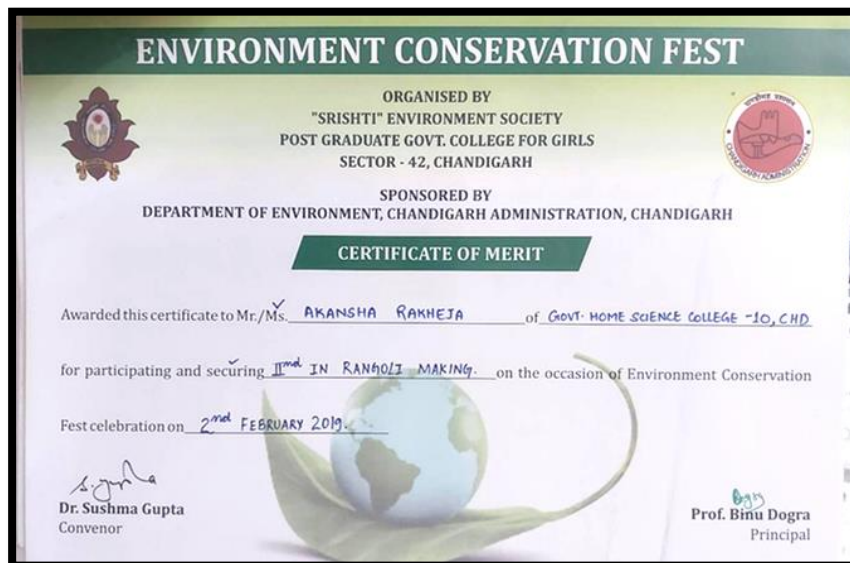 ENVIRONMENT CONSERVATION FEST
ORGANISED BY
"SRISHTI" ENVIRONMENT SOCIETY
POST GRADUATE GOVT. COLLEGE FOR GIRLS
SECTOR - 42, CHANDIGARH
CHANDIGARH ADMINISTRATION
SPONSORED BY
DEPARTMENT OF ENVIRONMENT, CHANDIGARH ADMINISTRATION, CHANDIGARH
CERTIFICATE OF MERIT
Awarded this certificate to Mr./Ms. AKANSHA RAKHEJA of GOVT. HOME SCIENCE COLLEGE -10, CHD
for participating and securing IInd IN RANGOLI MAKING. on the occasion of Environment Conservation
Fest celebration on 2nd FEBRUARY 2019.
Dr. Sushma Gupta
Convenor
Prof. Binu Dogra
Principal